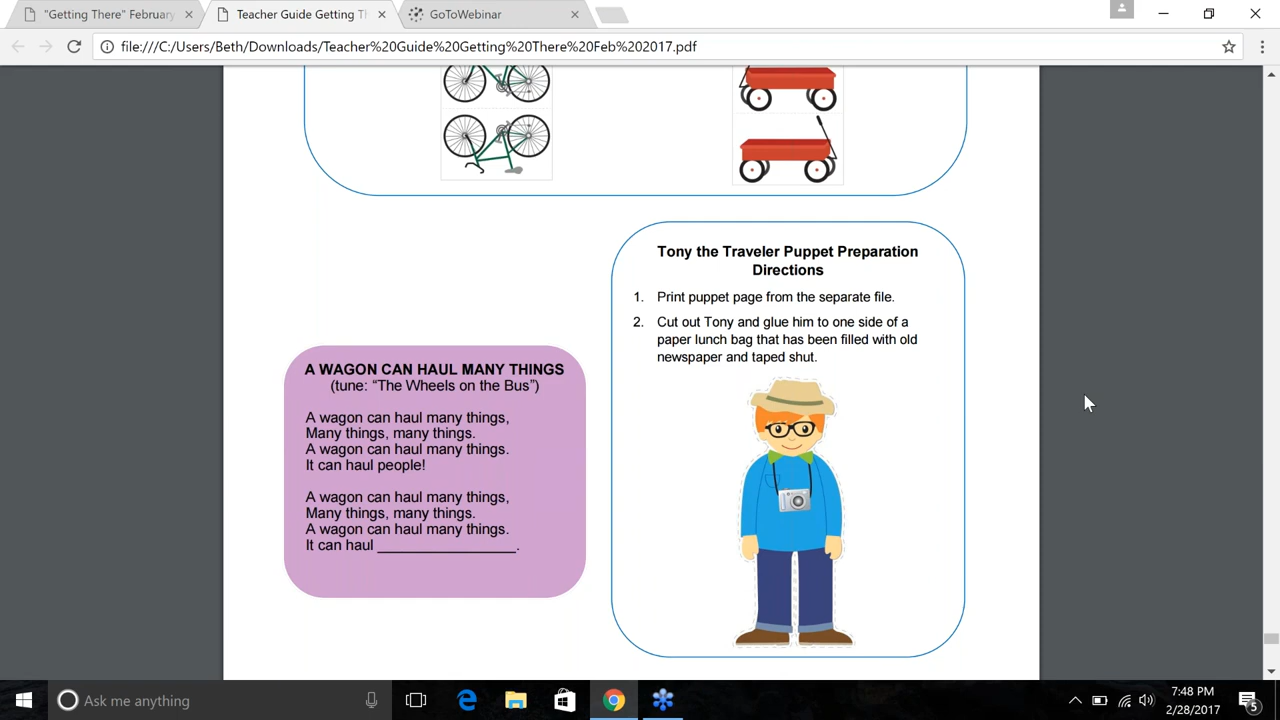 "Getting There" February
Teacher Guide Getting Th
GoToWebinar
file:///C:/Users/Beth/Downloads/Teacher%20Guide%20Getting%20There%20Feb%202017.pdf
Tony the Traveler Puppet Preparation
Directions
1. Print puppet page from the separate file.
2. Cut out Tony and glue him to one side of a
paper lunch bag that has been filled with old
newspaper and taped shut.
A WAGON CAN HAUL MANY THINGS
(tune: “The Wheels on the Bus”)
A wagon can haul many things,
Many things, many things.
A wagon can haul many things.
It can haul people!
A wagon can haul many things,
Many things, many things.
A wagon can haul many things.
It can haul _________________.
Ask me anything
7:48 PM
2/28/2017
5